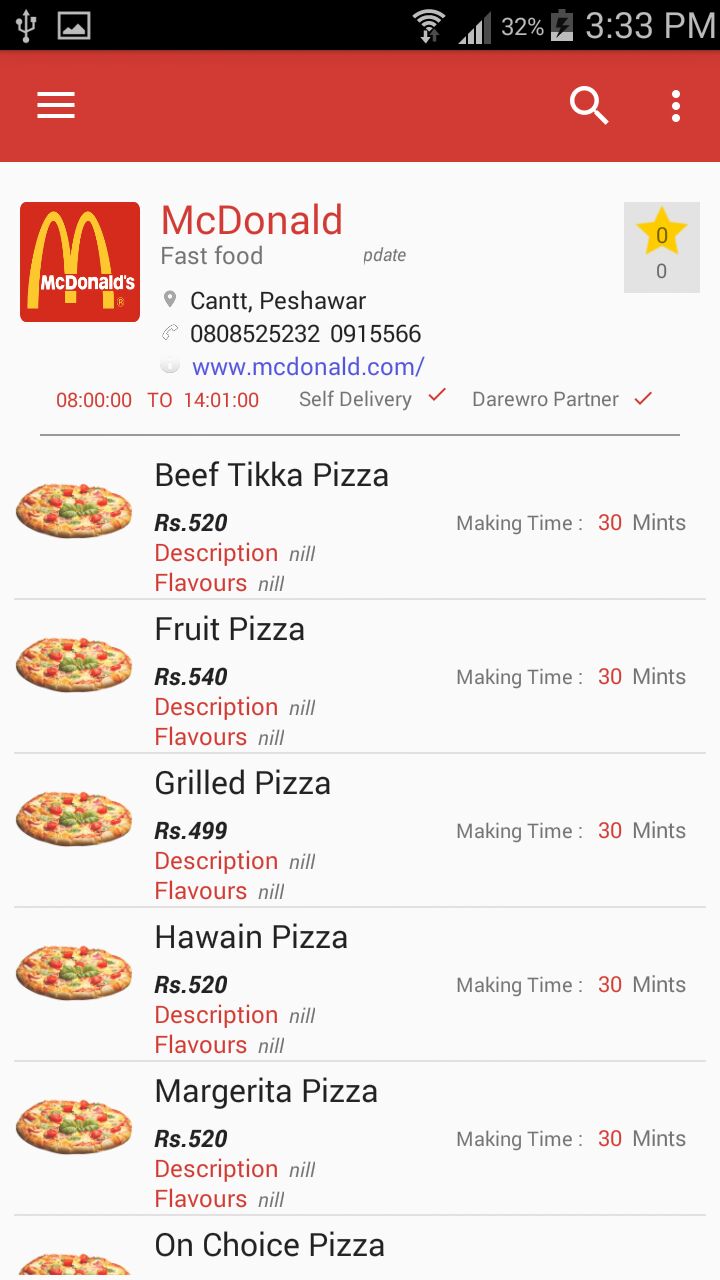 32% 3:33 PM
McDonald's
McDonald
Fast food pdate
0
0
Cantt, Peshawar
0808525232 0915566
www.mcdonald.com/
08:00:00 TO 14:01:00 Self Delivery Darewro Partner
Beef Tikka Pizza
Rs.520 Making Time : 30 Mints
Description nill
Flavours nill
Fruit Pizza
Rs.540 Making Time : 30 Mints
Description nill
Flavours nill
Grilled Pizza
Rs.499 Making Time : 30 Mints
Description nill
Flavours nill
Hawain Pizza
Rs.520 Making Time : 30 Mints
Description nill
Flavours nill
Margerita Pizza
Rs.520 Making Time : 30 Mints
Description nill
Flavours nill
On Choice Pizza